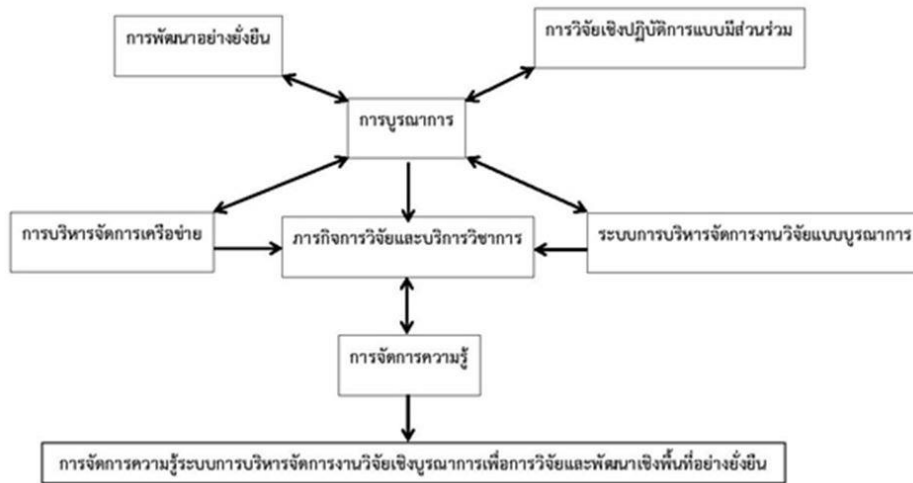 การพัฒนาอย่างยั่งยืน
การวิจัยเชิงปฏิบัติการแบบมีส่วนร่วม
การบูรณาการ
การบริหารจัดการเครือข่าย
ภารกิจการวิจัยและบริการวิชาการ
ระบบการบริหารจัดการงานวิจัยแบบบูรณาการ
การจัดการความรู้
การจัดการความรู้ระบบการบริหารจัดการงานวิจัยเชิงบูรณาการเพื่อการวิจัยและพัฒนาเชิงพื้นที่อย่างยั่งยืน